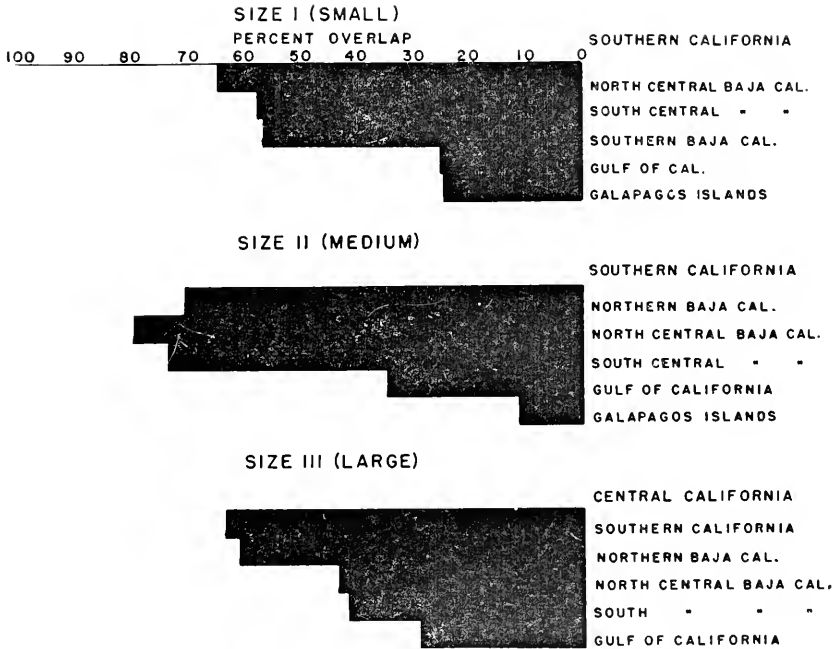 SIZE I (SMALL)
PERCENT OVERLAP
SOUTHERN CALIFORNIA
100 90 80 70 60 50 40 30 20 10 0
NORTH CENTRAL BAJA CAL.
SOUTH CENTRAL " "
SOUTHERN BAJA CAL.
GULF OF CAL.
GALAPAGOS ISLANDS
SIZE II (MEDIUM)
SOUTHERN CALIFORNIA
NORTHERN BAJA CAL.
NORTH CENTRAL BAJA CAL.
SOUTH CENTRAL " "
GULF OF CALIFORNIA
GALAPAGOS ISLANDS
SIZE III (LARGE)
CENTRAL CALIFORNIA
SOUTHERN CALIFORNIA
NORTHERN BAJA CAL.
NORTH CENTRAL BAJA CAL.
SOUTH " " "
GULF OF CALIFORNIA